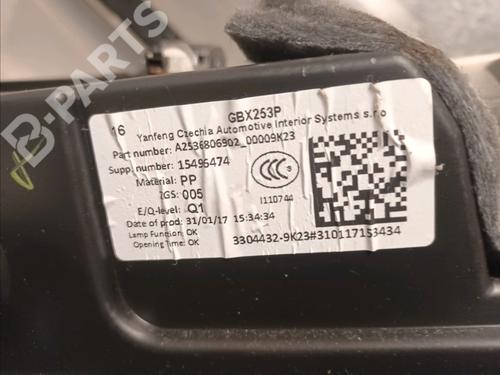 GBX253P
16 Yanfeng Czechia Automotive Interior Systems s.r.o
Part number: A2536806902_00009K23
Supp.number: 15496474
Material: PP
ZGS: 005
E/Q-level: Q1
Date of prod: 31/01/17 15:34:34
Lamp Function: OK
Opening Time: OK
CCC
I110744
3304432-9K23#310117153434
B-PARTS